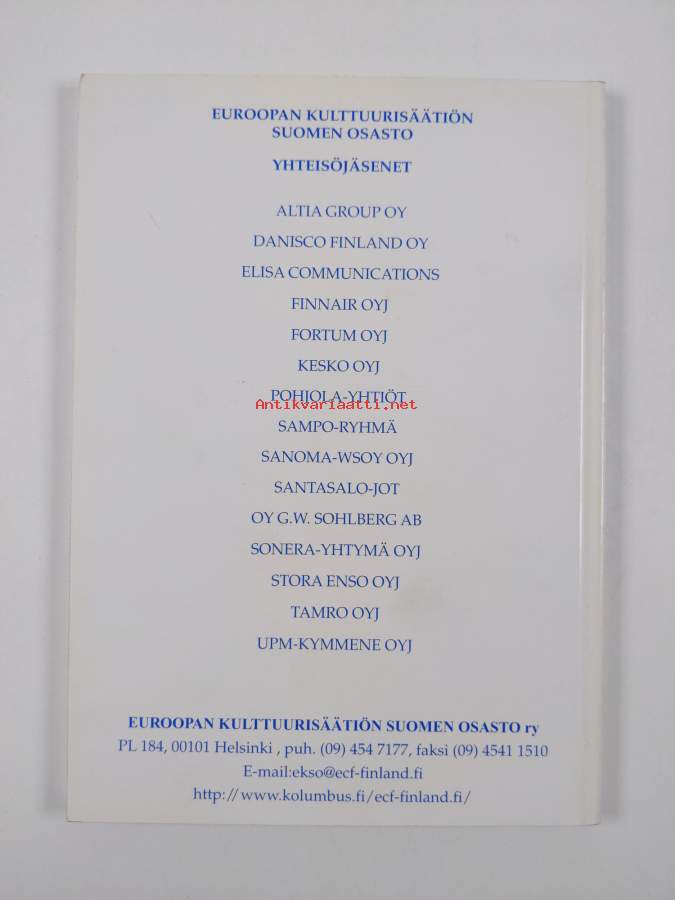 EUROOPAN KULTTUURISÄÄTIÖN
SUOMEN OSASTO
YHTEISÖJÄSENET
ALTIA GROUP OY
DANISCO FINLAND OY
ELISA COMMUNICATIONS
FINNAIR OYJ
FORTUM OYJ
KESKO OYJ
POHJOLA-YHTIÖT
Antikvariaatti.net
SAMPO-RYHMÄ
SANOMA-WSOY OYJ
SANTASALO-JOT
OY G.W. SOHLBERG AB
SONERA-YHTYMÄ OYJ
STORA ENSO OYJ
TAMRO OYJ
UPM-KYMMENE OYJ
EUROOPAN KULTTUURISÄÄTIÖN SUOMEN OSASTO ry
PL 184, 00101 Helsinki , puh. (09) 454 7177, faksi (09) 4541 1510
E-mail:ekso@ecf-finland.fi
http://www.kolumbus.fi/ecf-finland.fi/